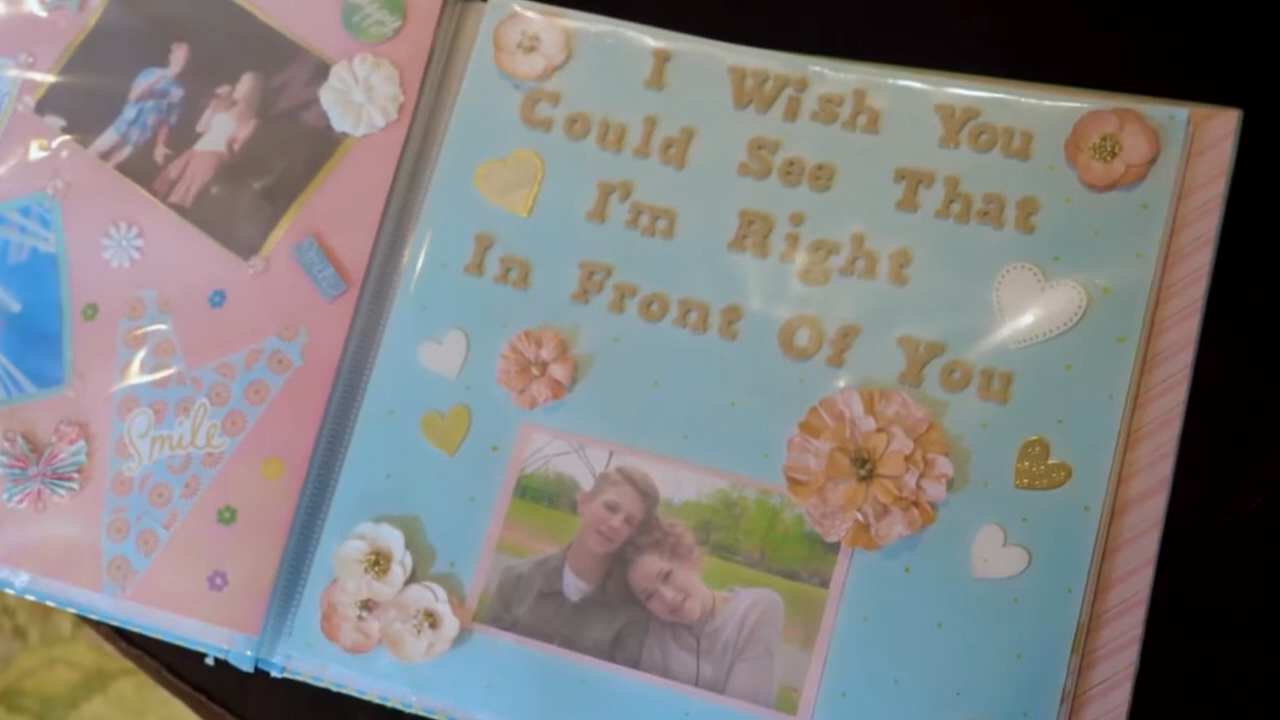 I Wish You
Could See That
I'm Right
In Front Of You
Smile